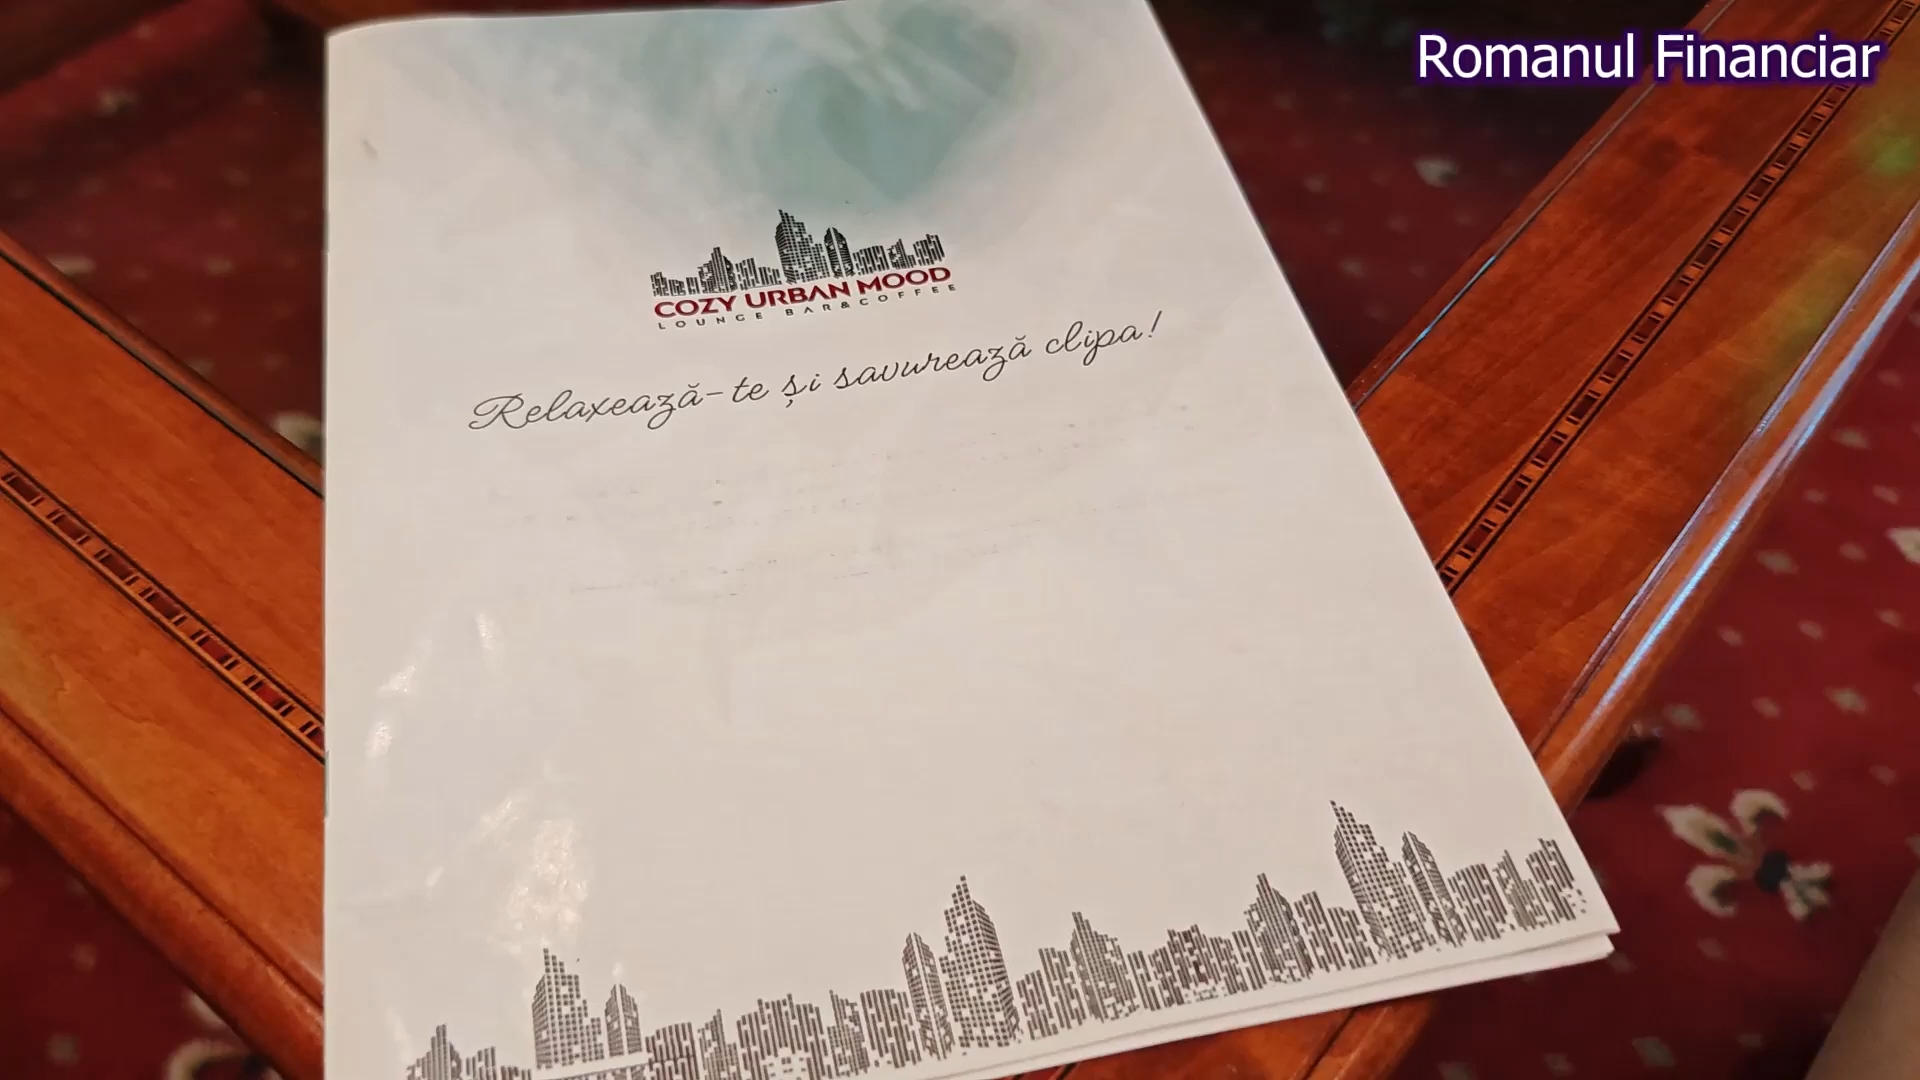 Romanul Financiar
COZY URBAN MOOD
LOUNGE BAR&COFFEE
Relaxează-te și savurează clipa!